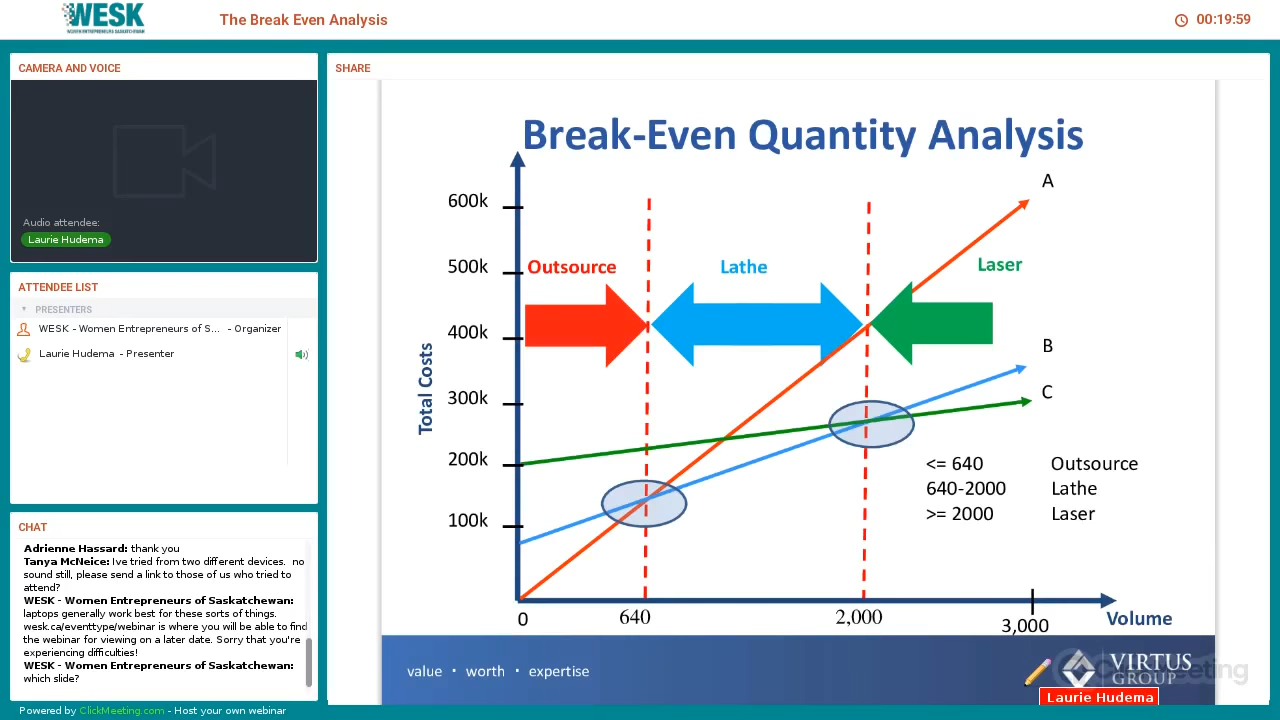 WESK
WOMEN ENTREPRENEURS SASKATCHEWAN
The Break Even Analysis
00:19:59
CAMERA AND VOICE
Audio attendee:
Laurie Hudema
ATTENDEE LIST
PRESENTERS
WESK - Women Entrepreneurs of S... - Organizer
Laurie Hudema - Presenter
CHAT
Adrienne Hassard: thank you
Tanya McNeice: Ive tried from two different devices. no
sound still, please send a link to those of us who tried to
attend?
WESK - Women Entrepreneurs of Saskatchewan:
laptops generally work best for these sorts of things.
wesk.ca/eventtype/webinar is where you will be able to find
the webinar for viewing on a later date. Sorry that you're
experiencing difficulties!
WESK - Women Entrepreneurs of Saskatchewan:
which slide?
Powered by ClickMeeting.com - Host your own webinar
SHARE
Break-Even Quantity Analysis
A
600k
500k
Outsource
Lathe
Laser
400k
B
Total Costs
300k
C
200k
<= 640 Outsource
640-2000 Lathe
>= 2000 Laser
100k
0
640
2,000
3,000
Volume
value · worth · expertise
VIRTUS
GROUP
Laurie Hudema